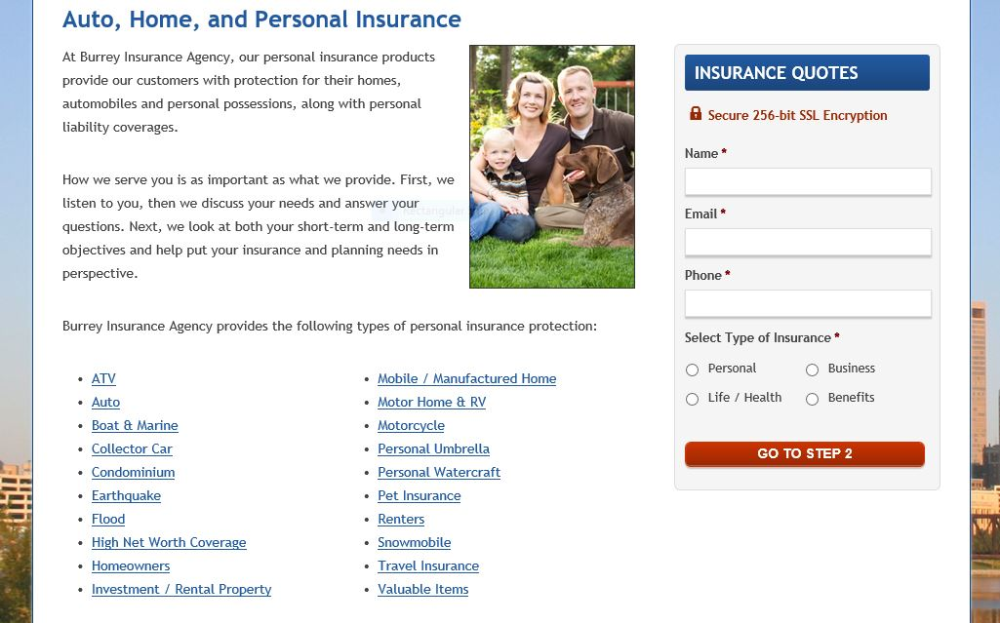 Auto, Home, and Personal Insurance
At Burrey Insurance Agency, our personal insurance products
provide our customers with protection for their homes,
automobiles and personal possessions, along with personal
liability coverages.
How we serve you is as important as what we provide. First, we
listen to you, then we discuss your needs and answer your
questions. Next, we look at both your short-term and long-term
objectives and help put your insurance and planning needs in
perspective.
Rectangular
Burrey Insurance Agency provides the following types of personal insurance protection:
ATV
Auto
Boat & Marine
Collector Car
Condominium
Earthquake
Flood
High Net Worth Coverage
Homeowners
Investment / Rental Property
Mobile / Manufactured Home
Motor Home & RV
Motorcycle
Personal Umbrella
Personal Watercraft
Pet Insurance
Renters
Snowmobile
Travel Insurance
Valuable Items
INSURANCE QUOTES
Secure 256-bit SSL Encryption
Name *
Email *
Phone *
Select Type of Insurance *
Personal
Business
Life / Health
Benefits
GO TO STEP 2